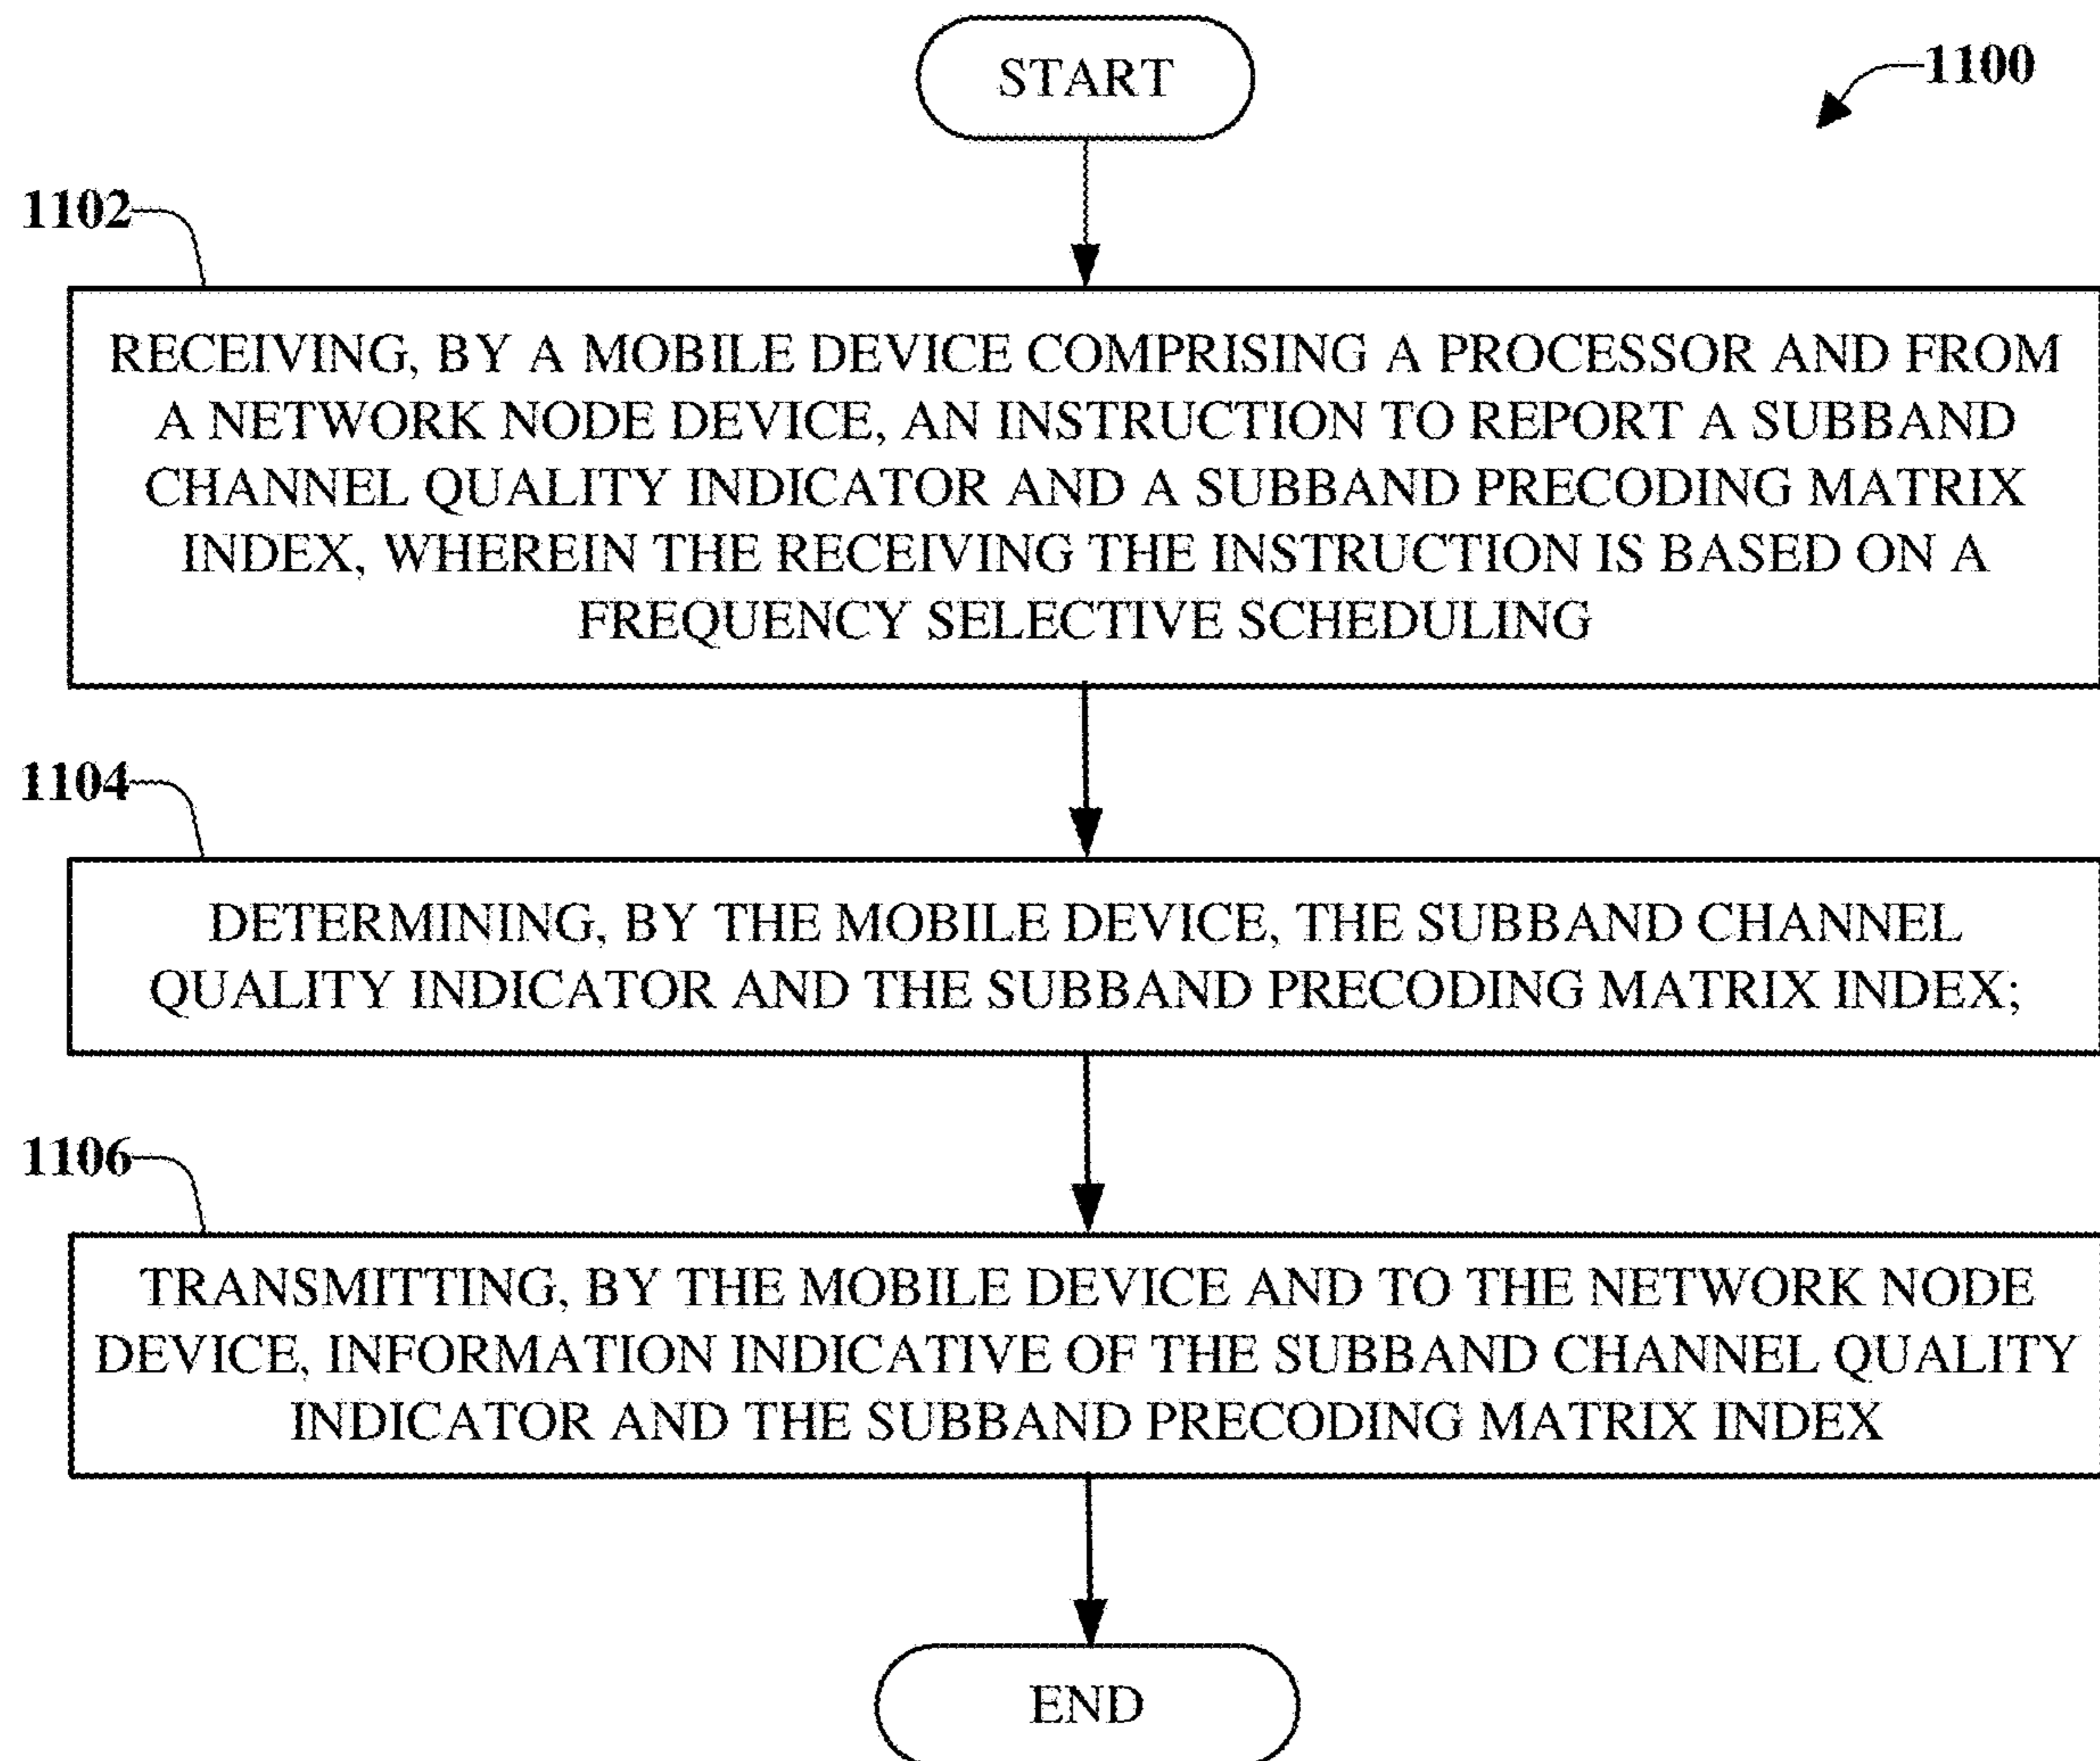 START
1100
1102
RECEIVING, BY A MOBILE DEVICE COMPRISING A PROCESSOR AND FROM
A NETWORK NODE DEVICE, AN INSTRUCTION TO REPORT A SUBBAND
CHANNEL QUALITY INDICATOR AND A SUBBAND PRECODING MATRIX
INDEX, WHEREIN THE RECEIVING THE INSTRUCTION IS BASED ON A
FREQUENCY SELECTIVE SCHEDULING
1104
DETERMINING, BY THE MOBILE DEVICE, THE SUBBAND CHANNEL
QUALITY INDICATOR AND THE SUBBAND PRECODING MATRIX INDEX;
1106
TRANSMITTING, BY THE MOBILE DEVICE AND TO THE NETWORK NODE
DEVICE, INFORMATION INDICATIVE OF THE SUBBAND CHANNEL QUALITY
INDICATOR AND THE SUBBAND PRECODING MATRIX INDEX
END